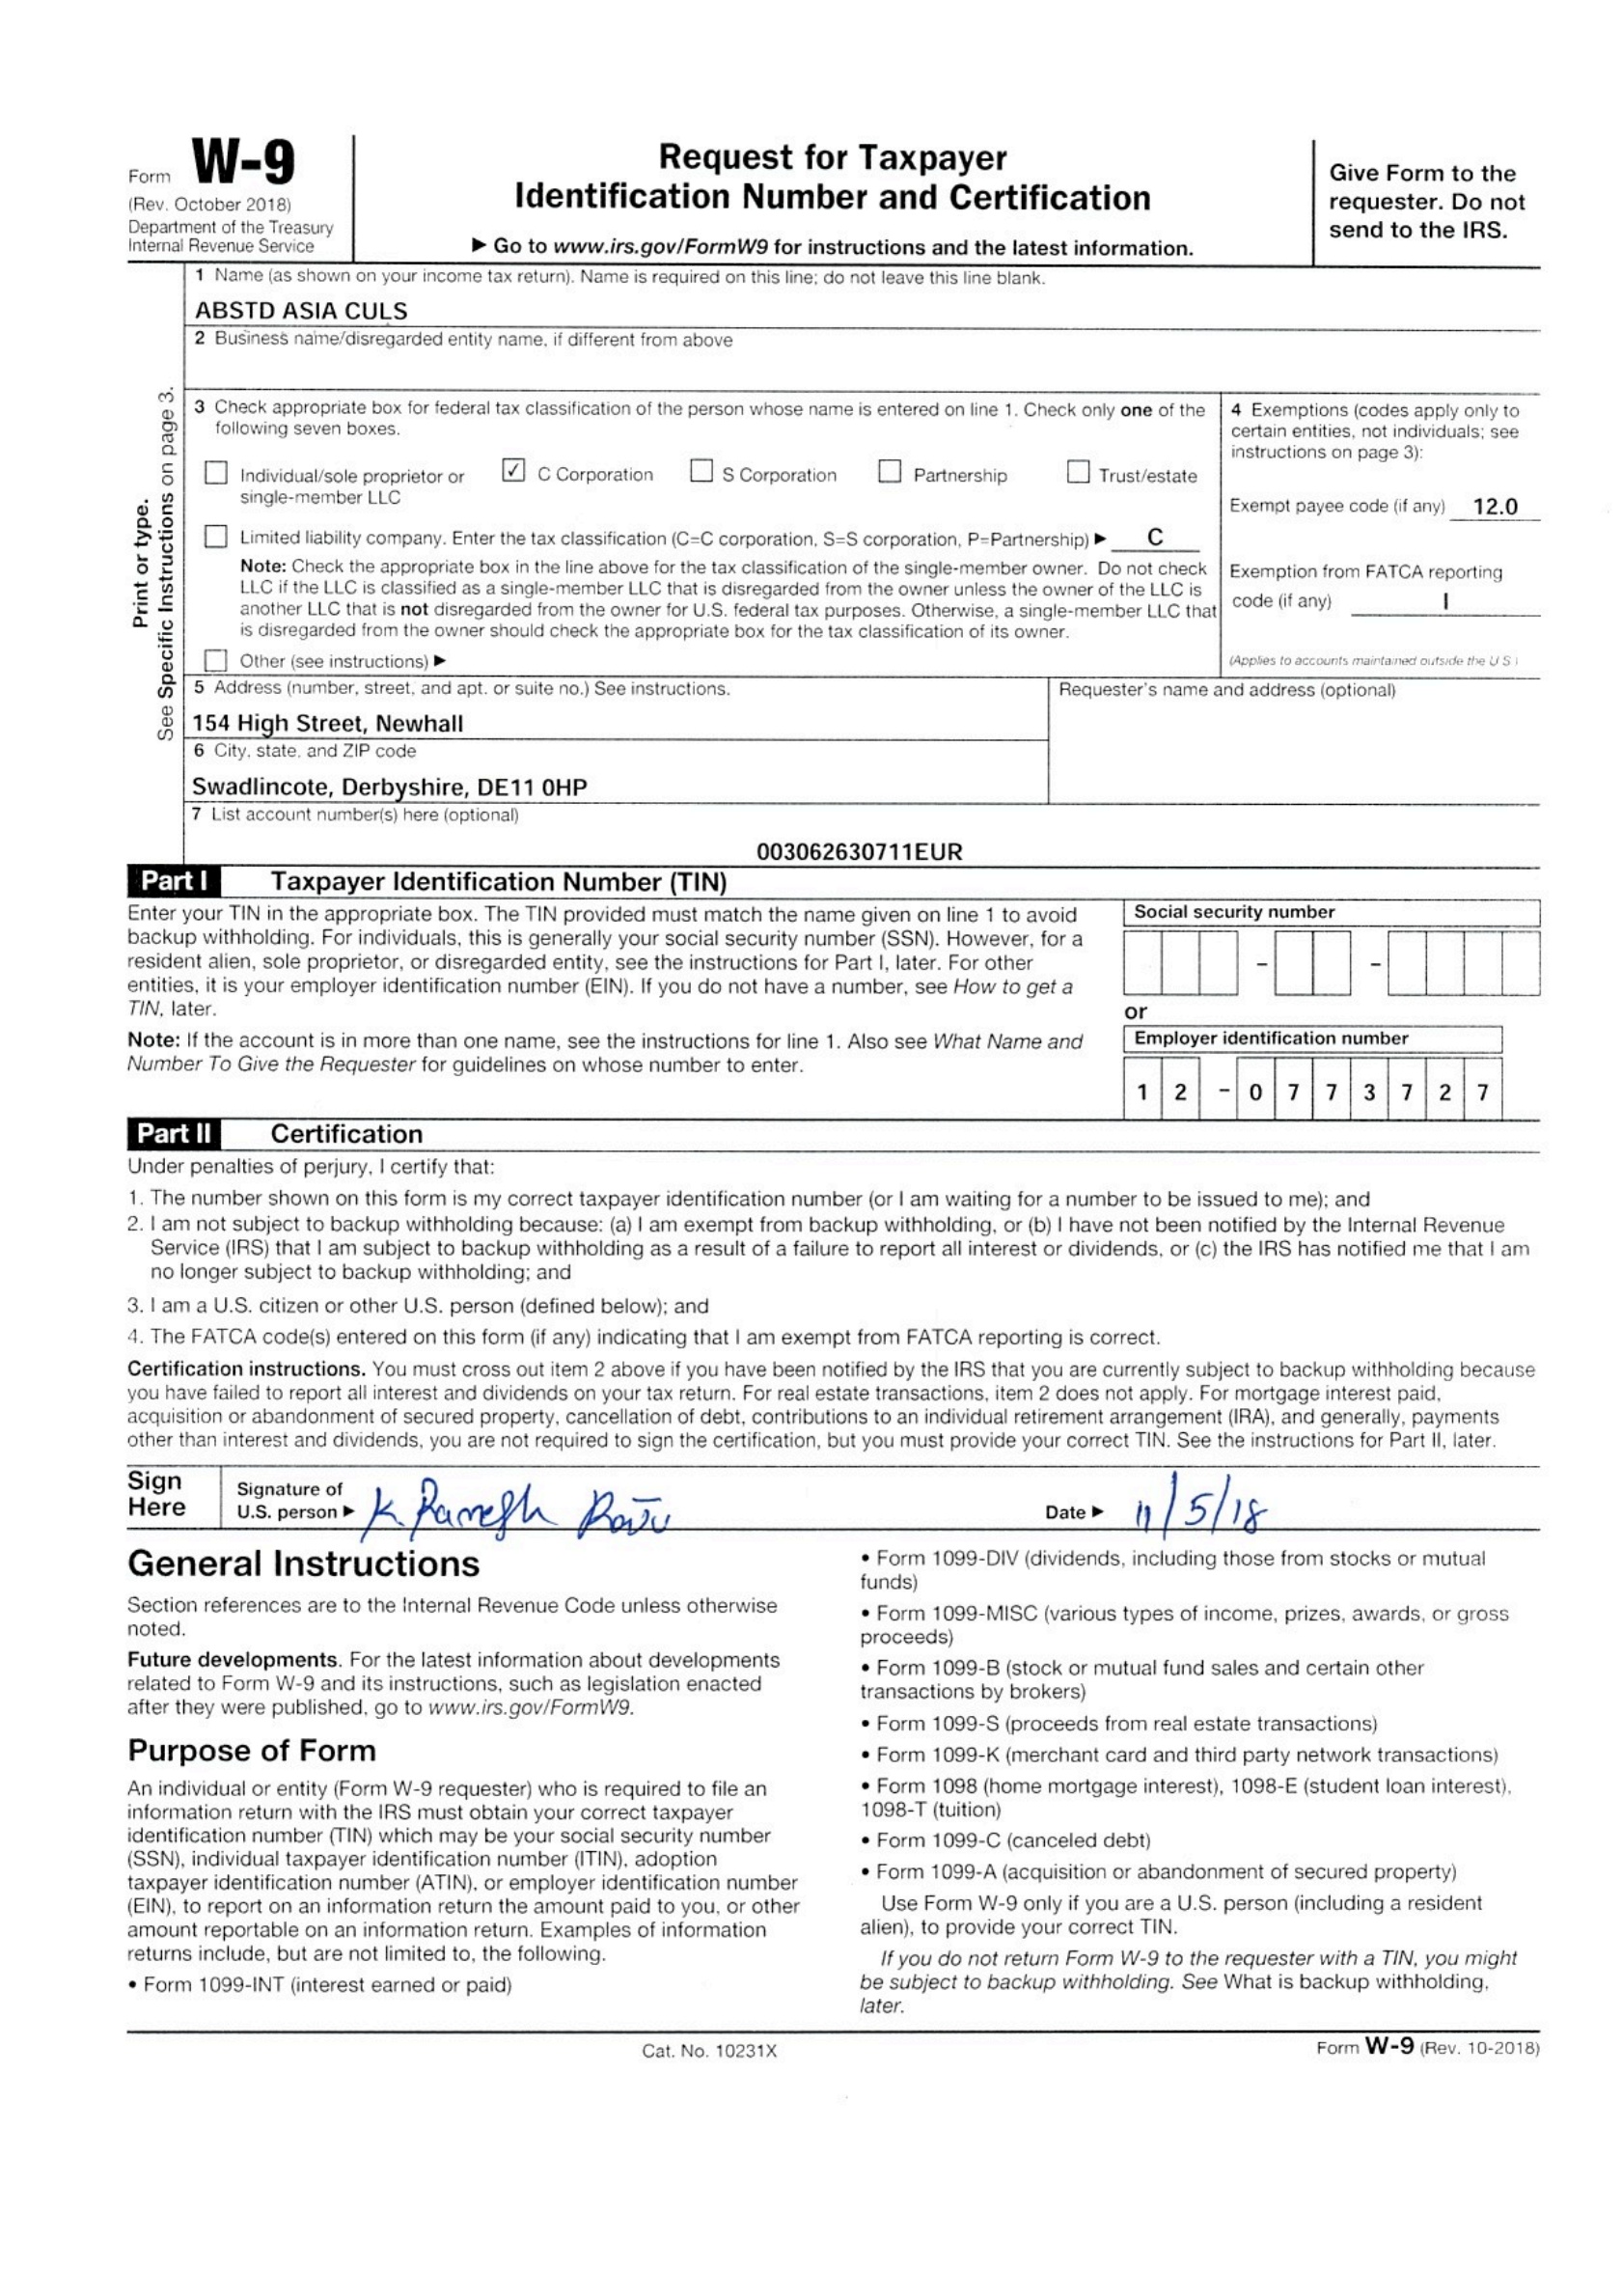 Form W-9
(Rev. October 2018)
Department of the Treasury
Internal Revenue Service
Request for Taxpayer
Identification Number and Certification
▶ Go to www.irs.gov/FormW9 for instructions and the latest information.
Give Form to the
requester. Do not
send to the IRS.
Print or type.
See Specific Instructions on page 3.
1 Name (as shown on your income tax return). Name is required on this line; do not leave this line blank.
ABSTD ASIA CULS
2 Business name/disregarded entity name, if different from above
3 Check appropriate box for federal tax classification of the person whose name is entered on line 1. Check only one of the
following seven boxes.
Individual/sole proprietor or
single-member LLC
✓ C Corporation
S Corporation
Partnership
Trust/estate
Limited liability company. Enter the tax classification (C=C corporation, S=S corporation, P=Partnership) ▶ C
Note: Check the appropriate box in the line above for the tax classification of the single-member owner. Do not check
LLC if the LLC is classified as a single-member LLC that is disregarded from the owner unless the owner of the LLC is
another LLC that is not disregarded from the owner for U.S. federal tax purposes. Otherwise, a single-member LLC that
is disregarded from the owner should check the appropriate box for the tax classification of its owner.
Other (see instructions) ▶
4 Exemptions (codes apply only to
certain entities, not individuals; see
instructions on page 3):
Exempt payee code (if any) 12.0
Exemption from FATCA reporting
code (if any) I
(Applies to accounts maintained outside the U S )
5 Address (number, street, and apt. or suite no.) See instructions.
154 High Street, Newhall
6 City, state, and ZIP code
Swadlincote, Derbyshire, DE11 0HP
Requester's name and address (optional)
7 List account number(s) here (optional)
003062630711EUR
Part I Taxpayer Identification Number (TIN)
Enter your TIN in the appropriate box. The TIN provided must match the name given on line 1 to avoid
backup withholding. For individuals, this is generally your social security number (SSN). However, for a
resident alien, sole proprietor, or disregarded entity, see the instructions for Part I, later. For other
entities, it is your employer identification number (EIN). If you do not have a number, see How to get a
TIN, later.
Note: If the account is in more than one name, see the instructions for line 1. Also see What Name and
Number To Give the Requester for guidelines on whose number to enter.
Social security number
– –
or
Employer identification number
1 2 – 0 7 7 3 7 2 7
Part II Certification
Under penalties of perjury, I certify that:
1. The number shown on this form is my correct taxpayer identification number (or I am waiting for a number to be issued to me); and
2. I am not subject to backup withholding because: (a) I am exempt from backup withholding, or (b) I have not been notified by the Internal Revenue
Service (IRS) that I am subject to backup withholding as a result of a failure to report all interest or dividends, or (c) the IRS has notified me that I am
no longer subject to backup withholding; and
3. I am a U.S. citizen or other U.S. person (defined below); and
4. The FATCA code(s) entered on this form (if any) indicating that I am exempt from FATCA reporting is correct.
Certification instructions. You must cross out item 2 above if you have been notified by the IRS that you are currently subject to backup withholding because
you have failed to report all interest and dividends on your tax return. For real estate transactions, item 2 does not apply. For mortgage interest paid,
acquisition or abandonment of secured property, cancellation of debt, contributions to an individual retirement arrangement (IRA), and generally, payments
other than interest and dividends, you are not required to sign the certification, but you must provide your correct TIN. See the instructions for Part II, later.
Sign
Here
Signature of
U.S. person ▶ K Ramesh Raju
Date ▶ 11/5/18
General Instructions
Section references are to the Internal Revenue Code unless otherwise
noted.
Future developments. For the latest information about developments
related to Form W-9 and its instructions, such as legislation enacted
after they were published, go to www.irs.gov/FormW9.
Purpose of Form
An individual or entity (Form W-9 requester) who is required to file an
information return with the IRS must obtain your correct taxpayer
identification number (TIN) which may be your social security number
(SSN), individual taxpayer identification number (ITIN), adoption
taxpayer identification number (ATIN), or employer identification number
(EIN), to report on an information return the amount paid to you, or other
amount reportable on an information return. Examples of information
returns include, but are not limited to, the following.
• Form 1099-INT (interest earned or paid)
• Form 1099-DIV (dividends, including those from stocks or mutual
funds)
• Form 1099-MISC (various types of income, prizes, awards, or gross
proceeds)
• Form 1099-B (stock or mutual fund sales and certain other
transactions by brokers)
• Form 1099-S (proceeds from real estate transactions)
• Form 1099-K (merchant card and third party network transactions)
• Form 1098 (home mortgage interest), 1098-E (student loan interest),
1098-T (tuition)
• Form 1099-C (canceled debt)
• Form 1099-A (acquisition or abandonment of secured property)
Use Form W-9 only if you are a U.S. person (including a resident
alien), to provide your correct TIN.
If you do not return Form W-9 to the requester with a TIN, you might
be subject to backup withholding. See What is backup withholding,
later.
Cat. No. 10231X
Form W-9 (Rev. 10-2018)